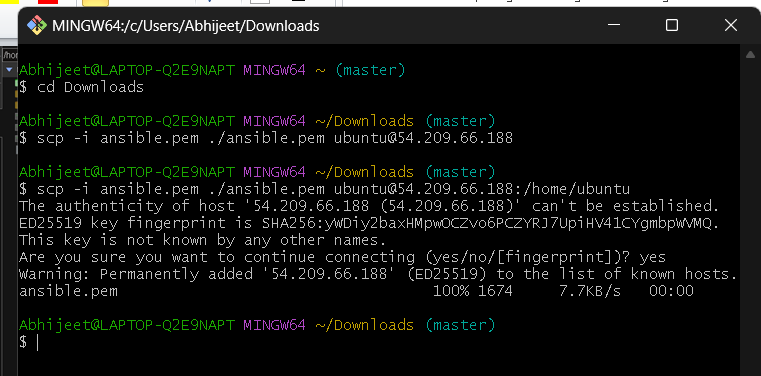 MINGW64:/c/Users/Abhijeet/Downloads
/hom
Abhijeet@LAPTOP-Q2E9NAPT MINGW64 ~ (master)
$ cd Downloads
Abhijeet@LAPTOP-Q2E9NAPT MINGW64 ~/Downloads (master)
$ scp -i ansible.pem ./ansible.pem ubuntu@54.209.66.188
Abhijeet@LAPTOP-Q2E9NAPT MINGW64 ~/Downloads (master)
$ scp -i ansible.pem ./ansible.pem ubuntu@54.209.66.188:/home/ubuntu
The authenticity of host '54.209.66.188 (54.209.66.188)' can't be established.
ED25519 key fingerprint is SHA256:yWDiy2baxHMpwOCZvo6PCZYRJ7UpiHV41CYgmbpWVMQ.
This key is not known by any other names.
Are you sure you want to continue connecting (yes/no/[fingerprint])? yes
Warning: Permanently added '54.209.66.188' (ED25519) to the list of known hosts.
ansible.pem 100% 1674 7.7KB/s 00:00
Abhijeet@LAPTOP-Q2E9NAPT MINGW64 ~/Downloads (master)
$